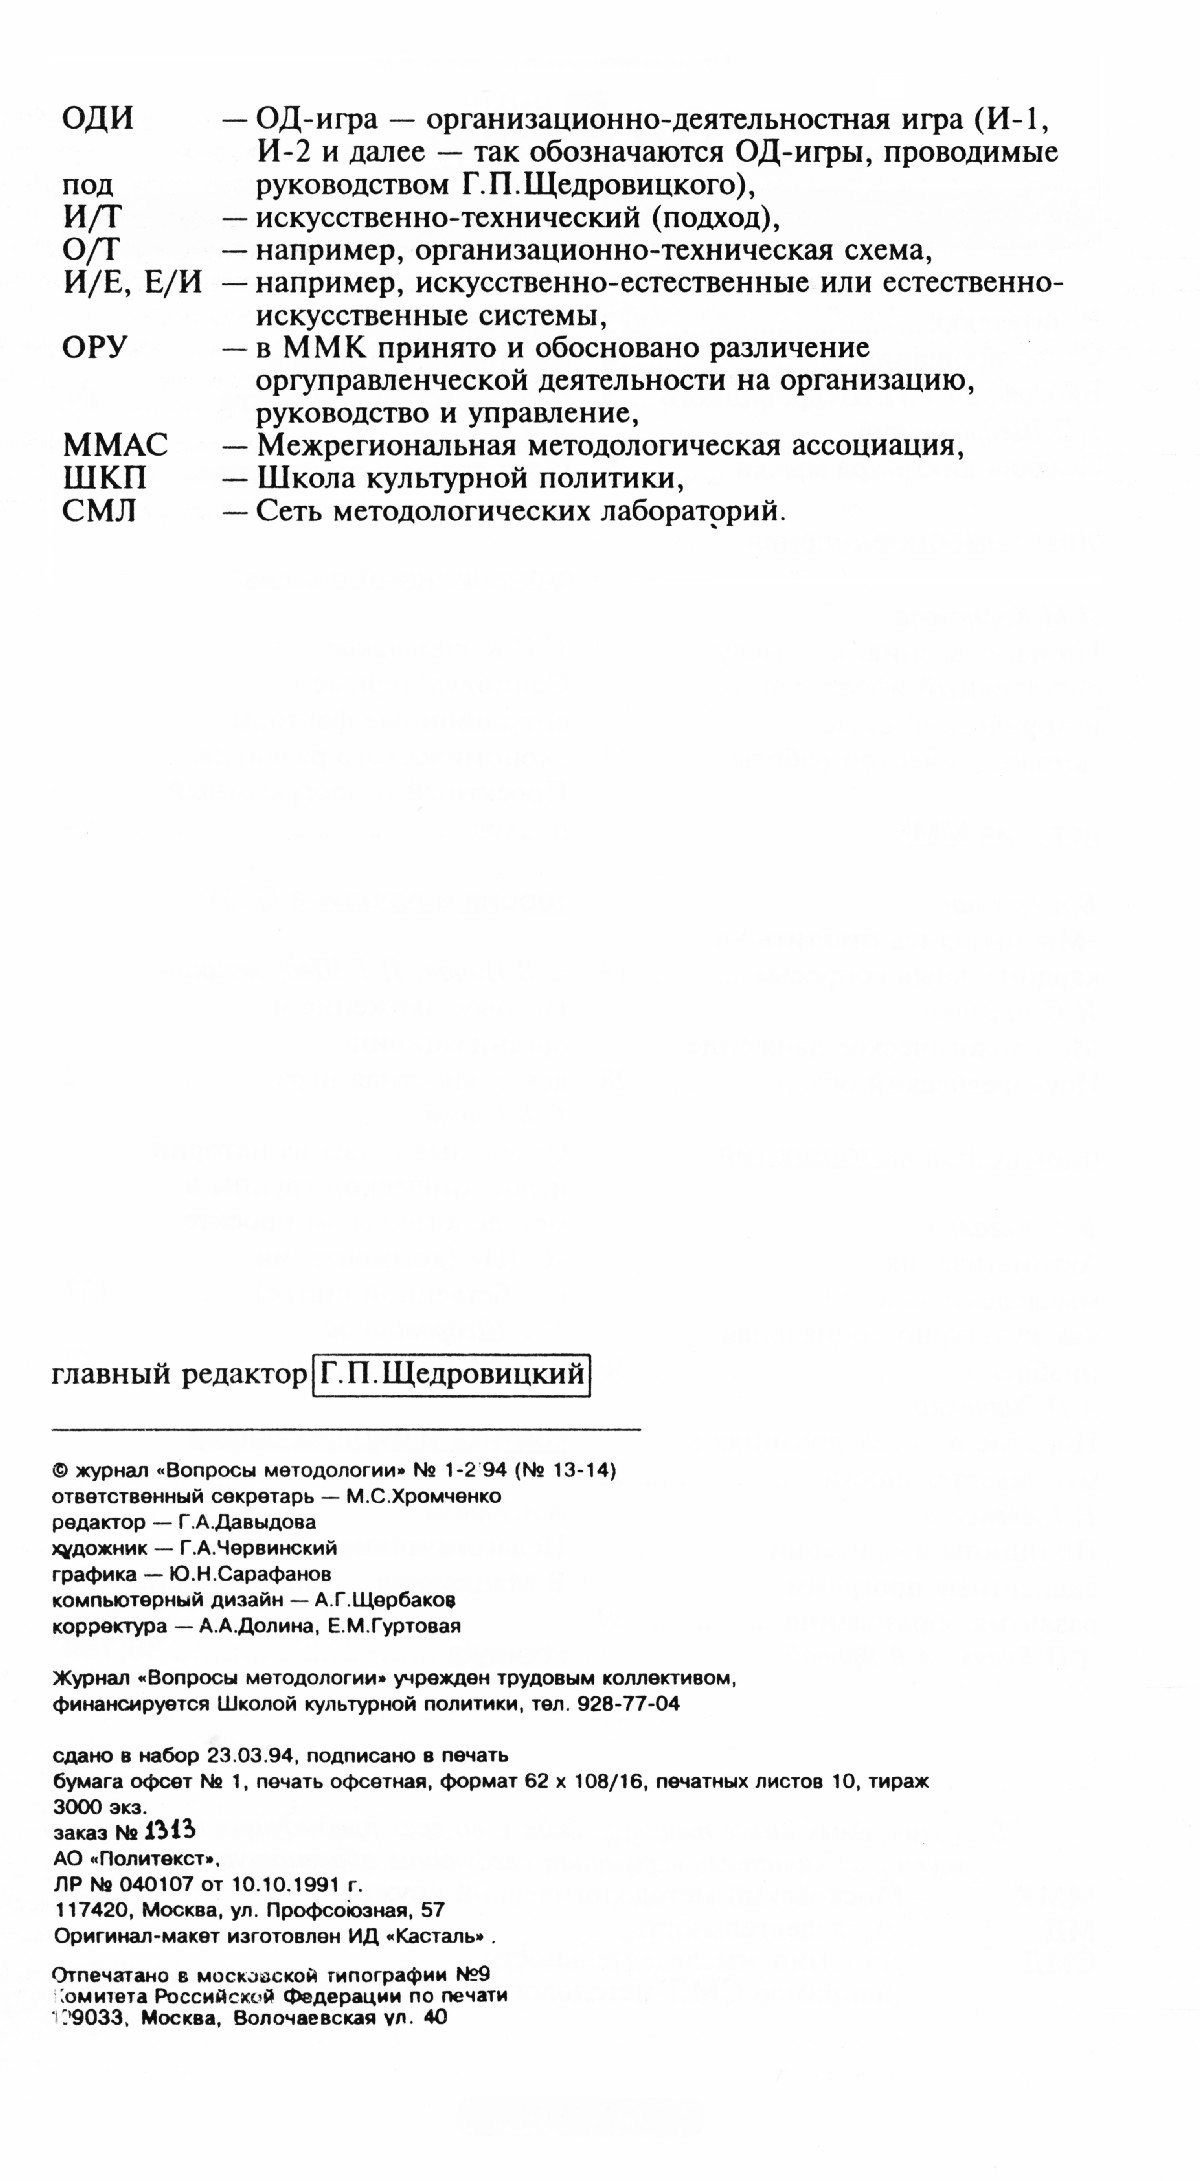 ОДИ — ОД-игра — организационно-деятельностная игра (И-1,
И-2 и далее — так обозначаются ОД-игры, проводимые
под руководством Г.П.Щедровицкого),
И/Т — искусственно-технический (подход),
О/Т — например, организационно-техническая схема,
И/Е, Е/И — например, искусственно-естественные или естественно-
искусственные системы,
ОРУ — в ММК принято и обосновано различение
оргуправленческой деятельности на организацию,
руководство и управление,
ММАС — Межрегиональная методологическая ассоциация,
ШКП — Школа культурной политики,
СМЛ — Сеть методологических лабораторий.
главный редактор Г.П.Щедровицкий
© журнал «Вопросы методологии» № 1-2'94 (№ 13-14)
ответственный секретарь — М.С.Хромченко
редактор — Г.А.Давыдова
художник — Г.А.Червинский
графика — Ю.Н.Сарафанов
компьютерный дизайн — А.Г.Щербаков
корректура — А.А.Долина, Е.М.Гуртовая
Журнал «Вопросы методологии» учрежден трудовым коллективом,
финансируется Школой культурной политики, тел. 928-77-04
сдано в набор 23.03.94, подписано в печать
бумага офсет № 1, печать офсетная, формат 62 х 108/16, печатных листов 10, тираж
3000 экз.
заказ № 1313
АО «Политекст»,
ЛР № 040107 от 10.10.1991 г.
117420, Москва, ул. Профсоюзная, 57
Оригинал-макет изготовлен ИД «Касталь» .
Отпечатано в московской типографии №9
Комитета Российской Федерации по печати
Москва, Волочаевская ул. 40